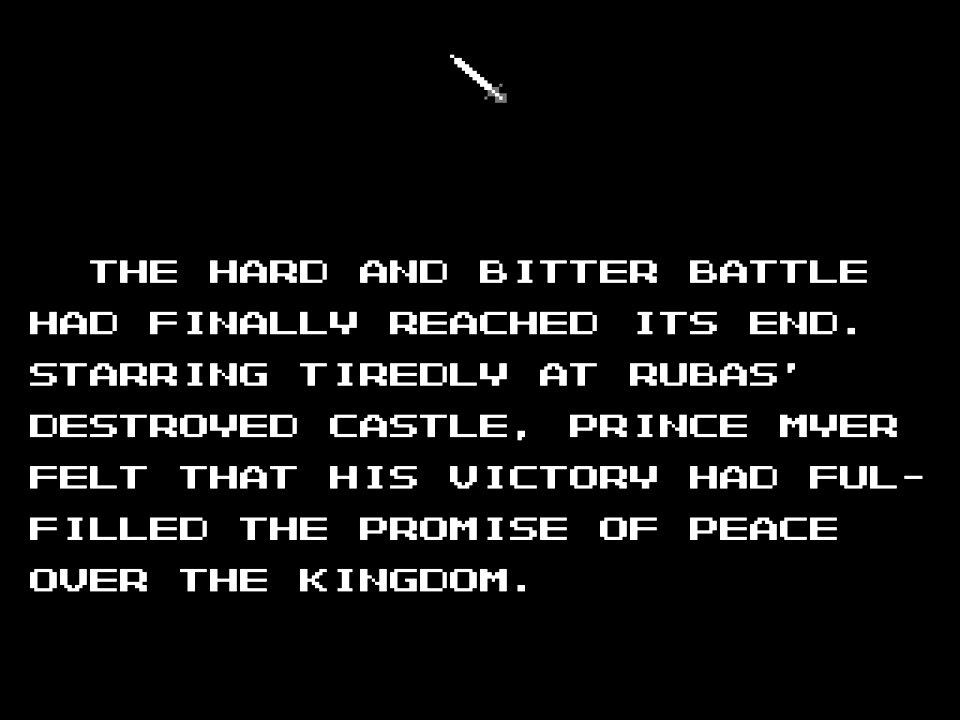 THE HARD AND BITTER BATTLE
HAD FINALLY REACHED ITS END.
STARRING TIREDLY AT RUBAS'
DESTROYED CASTLE, PRINCE MYER
FELT THAT HIS VICTORY HAD FUL-
FILLED THE PROMISE OF PEACE
OVER THE KINGDOM.